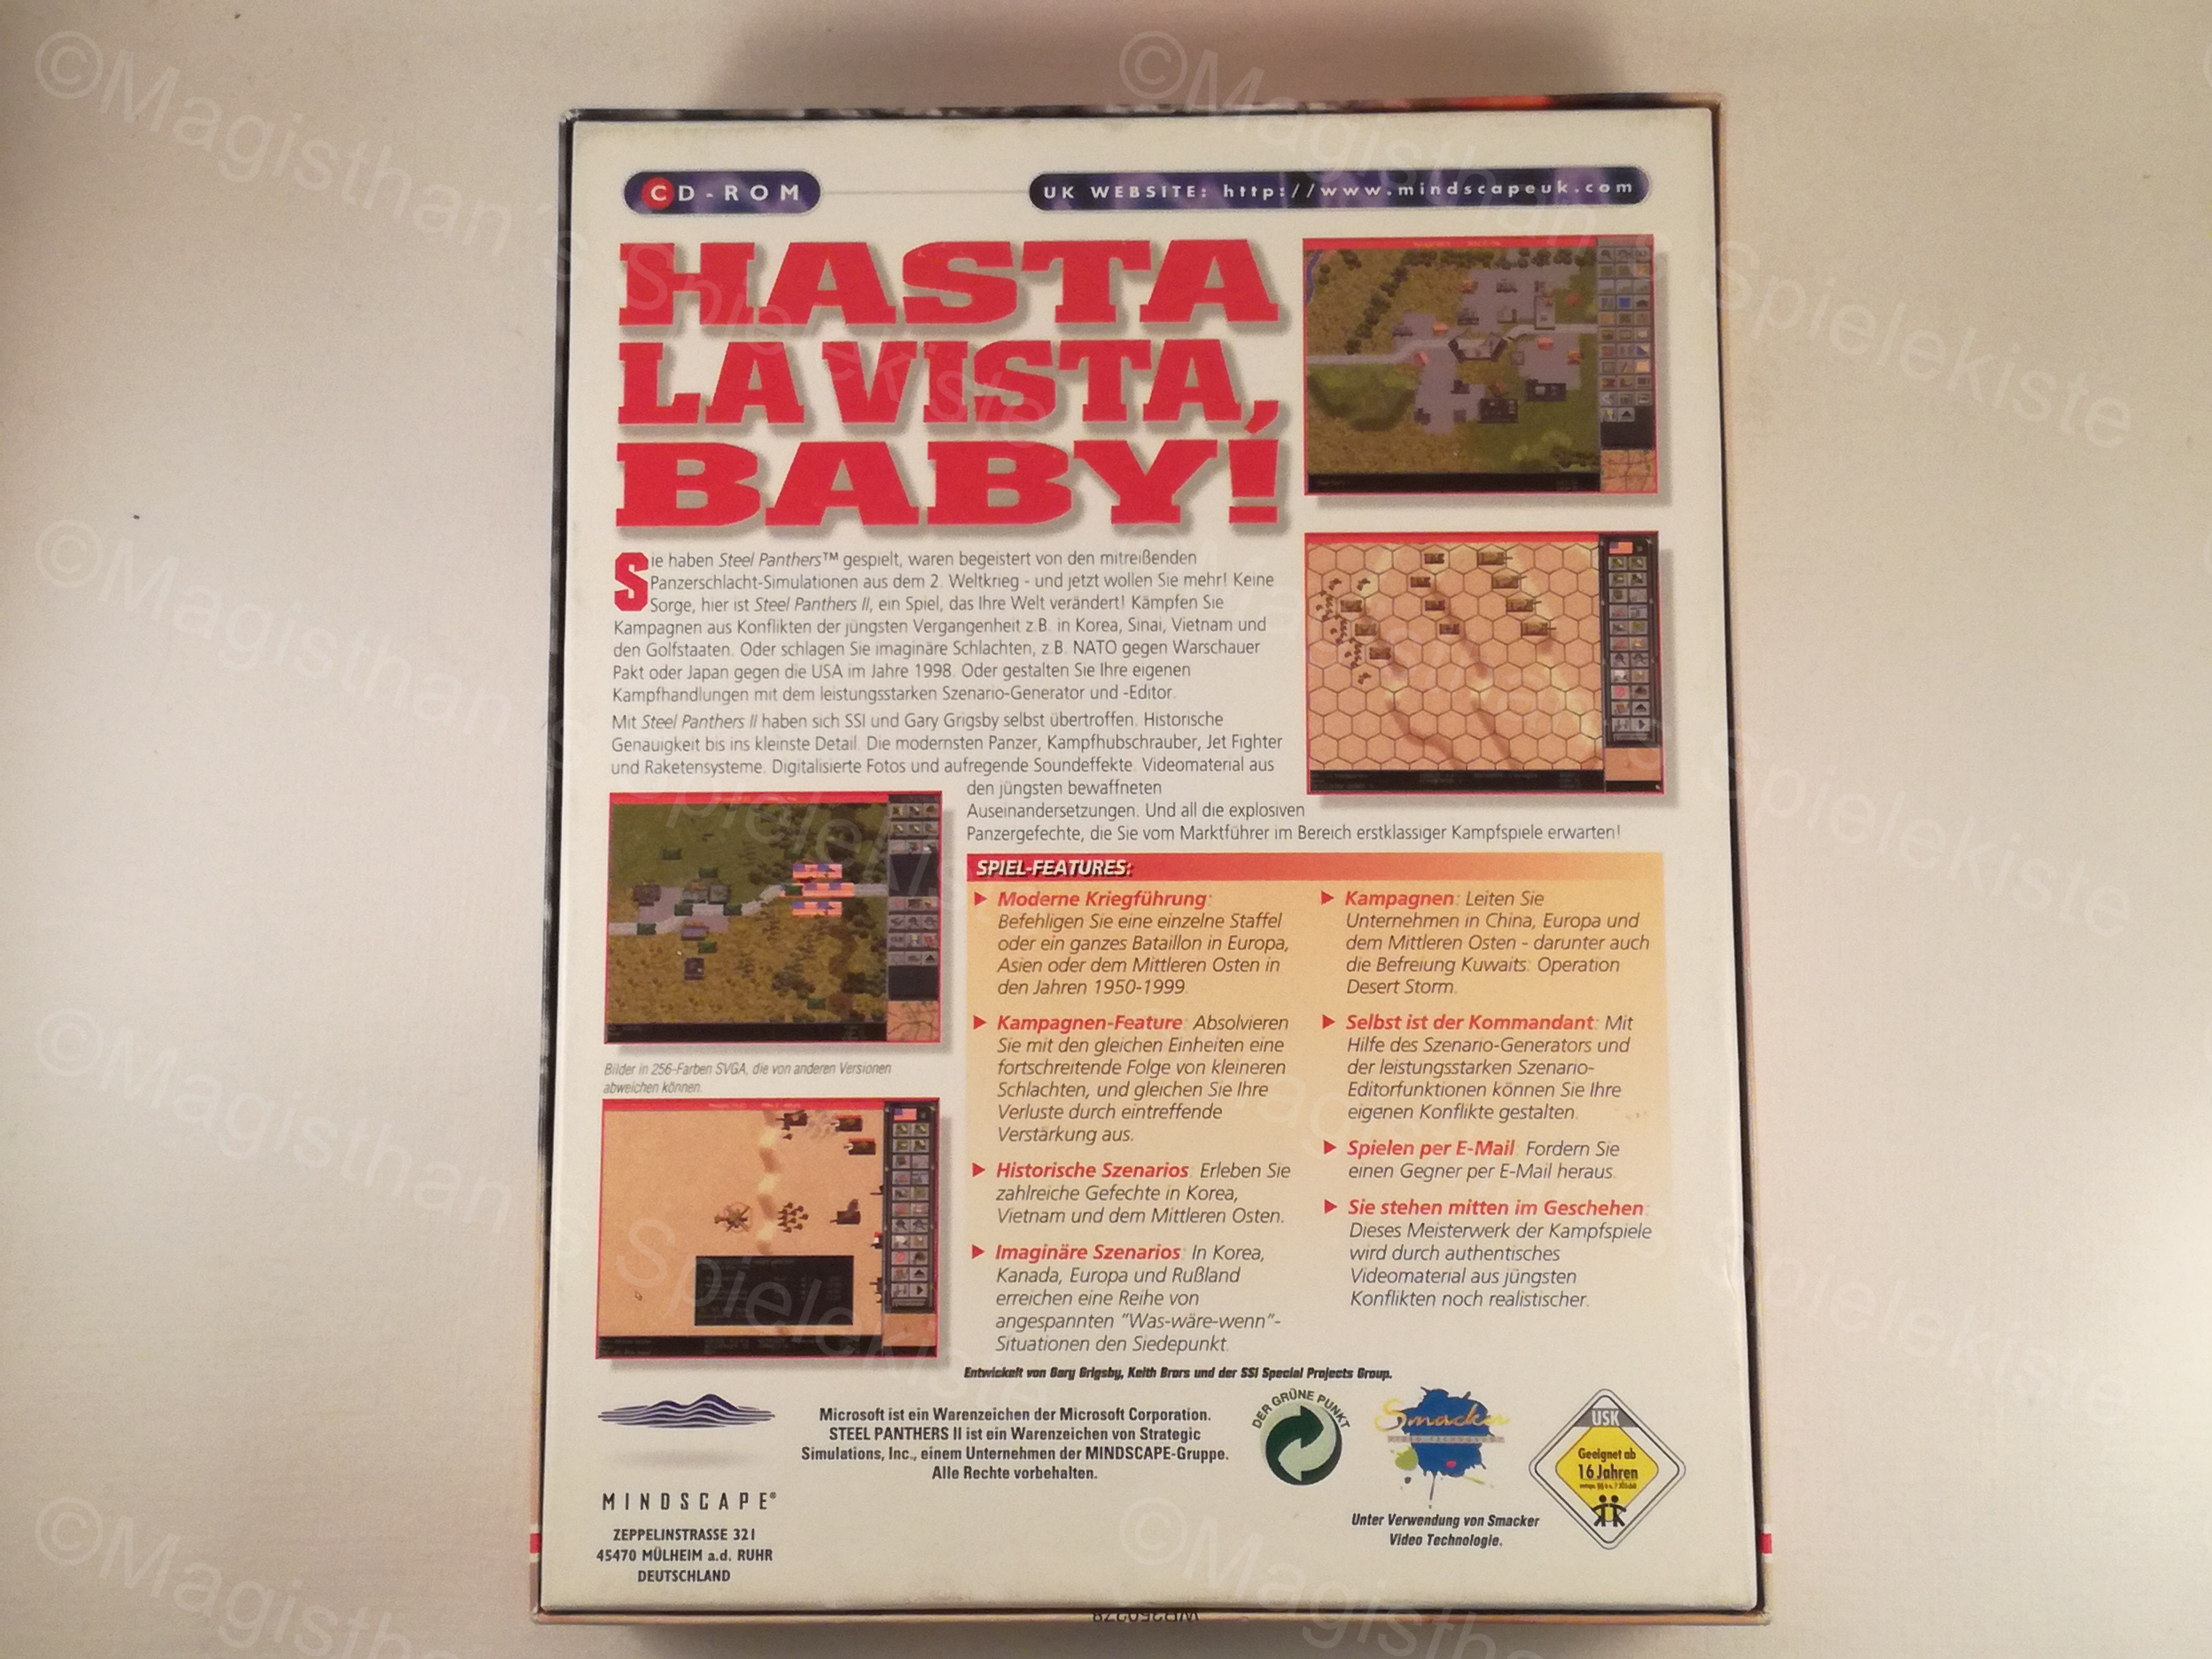 CD-ROM
UK WEBSITE: http://www.mindscapeuk.com
HASTA
LA VISTA,
BABY!
Sie haben Steel Panthers™ gespielt, waren begeistert von den mitreißenden
Panzerschlacht-Simulationen aus dem 2. Weltkrieg - und jetzt wollen Sie mehr! Keine
Sorge, hier ist Steel Panthers II, ein Spiel, das Ihre Welt verändert! Kämpfen Sie
Kampagnen aus Konflikten der jüngsten Vergangenheit z.B. in Korea, Sinai, Vietnam und
den Golfstaaten. Oder schlagen Sie imaginäre Schlachten, z.B. NATO gegen Warschauer
Pakt oder Japan gegen die USA im Jahre 1998. Oder gestalten Sie Ihre eigenen
Kampfhandlungen mit dem leistungsstarken Szenario-Generator und -Editor.
Mit Steel Panthers II haben sich SSI und Gary Grigsby selbst übertroffen. Historische
Genauigkeit bis ins kleinste Detail. Die modernsten Panzer, Kampfhubschrauber, Jet Fighter
und Raketensysteme. Digitalisierte Fotos und aufregende Soundeffekte. Videomaterial aus
den jüngsten bewaffneten
Auseinandersetzungen. Und all die explosiven
Panzergefechte, die Sie vom Marktführer im Bereich erstklassiger Kampfspiele erwarten!
Bilder in 256-Farben SVGA, die von anderen Versionen
abweichen können.
SPIEL-FEATURES:
Moderne Kriegführung:
Befehligen Sie eine einzelne Staffel
oder ein ganzes Bataillon in Europa,
Asien oder dem Mittleren Osten in
den Jahren 1950-1999.
Kampagnen-Feature: Absolvieren
Sie mit den gleichen Einheiten eine
fortschreitende Folge von kleineren
Schlachten, und gleichen Sie Ihre
Verluste durch eintreffende
Verstärkung aus.
Historische Szenarios: Erleben Sie
zahlreiche Gefechte in Korea,
Vietnam und dem Mittleren Osten.
Imaginäre Szenarios: In Korea,
Kanada, Europa und Rußland
erreichen eine Reihe von
angespannten "Was-wäre-wenn"-
Situationen den Siedepunkt.
Kampagnen: Leiten Sie
Unternehmen in China, Europa und
dem Mittleren Osten - darunter auch
die Befreiung Kuwaits: Operation
Desert Storm.
Selbst ist der Kommandant: Mit
Hilfe des Szenario-Generators und
der leistungsstarken Szenario-
Editorfunktionen können Sie Ihre
eigenen Konflikte gestalten.
Spielen per E-Mail: Fordern Sie
einen Gegner per E-Mail heraus.
Sie stehen mitten im Geschehen:
Dieses Meisterwerk der Kampfspiele
wird durch authentisches
Videomaterial aus jüngsten
Konflikten noch realistischer.
Entwickelt von Gary Grigsby, Keith Brors und der SSI Special Projects Group.
MINDSCAPE®
ZEPPELINSTRASSE 321
45470 MÜLHEIM a.d. RUHR
DEUTSCHLAND
Microsoft ist ein Warenzeichen der Microsoft Corporation.
STEEL PANTHERS II ist ein Warenzeichen von Strategic
Simulations, Inc., einem Unternehmen der MINDSCAPE-Gruppe.
Alle Rechte vorbehalten.
DER GRÜNE PUNKT
Smacker
Unter Verwendung von Smacker
Video Technologie.
USK
Geeignet ab
16 Jahren
©Magisthan's Spielekiste